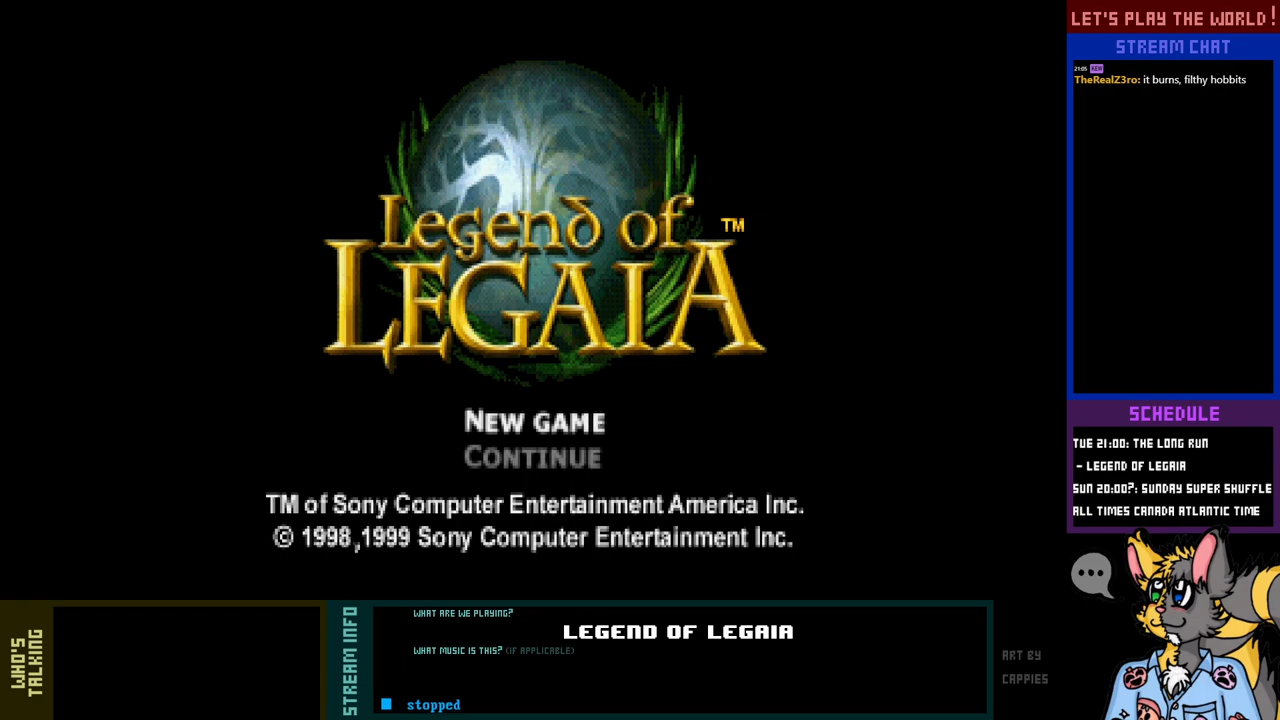 Legend of
LEGAIA
TM
NEW GAME
CONTINUE
TM of Sony Computer Entertainment America Inc.
© 1998,1999 Sony Computer Entertainment Inc.
LET'S PLAY THE WORLD!
STREAM CHAT
21:05 NEW
TheRealZ3ro: it burns, filthy hobbits
SCHEDULE
TUE 21:00: THE LONG RUN
- LEGEND OF LEGAIA
SUN 20:00?: SUNDAY SUPER SHUFFLE
ALL TIMES CANADA ATLANTIC TIME
WHO'S
TALKING
STREAM INFO
WHAT ARE WE PLAYING?
LEGEND OF LEGAIA
WHAT MUSIC IS THIS? (IF APPLICABLE)
stopped
ART BY
CAPPIES